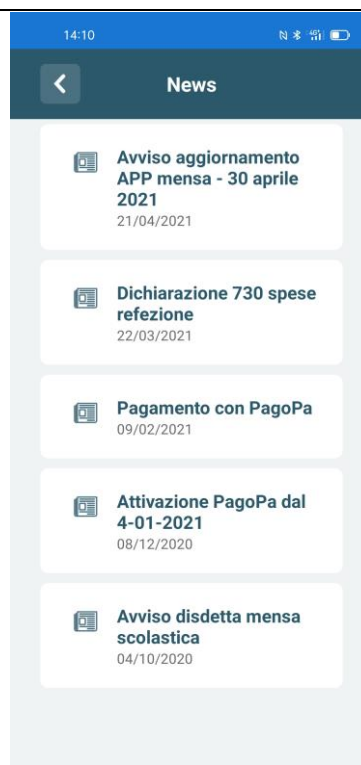 14:10
News
Avviso aggiornamento
APP mensa - 30 aprile
2021
21/04/2021
Dichiarazione 730 spese
refezione
22/03/2021
Pagamento con PagoPa
09/02/2021
Attivazione PagoPa dal
4-01-2021
08/12/2020
Avviso disdetta mensa
scolastica
04/10/2020